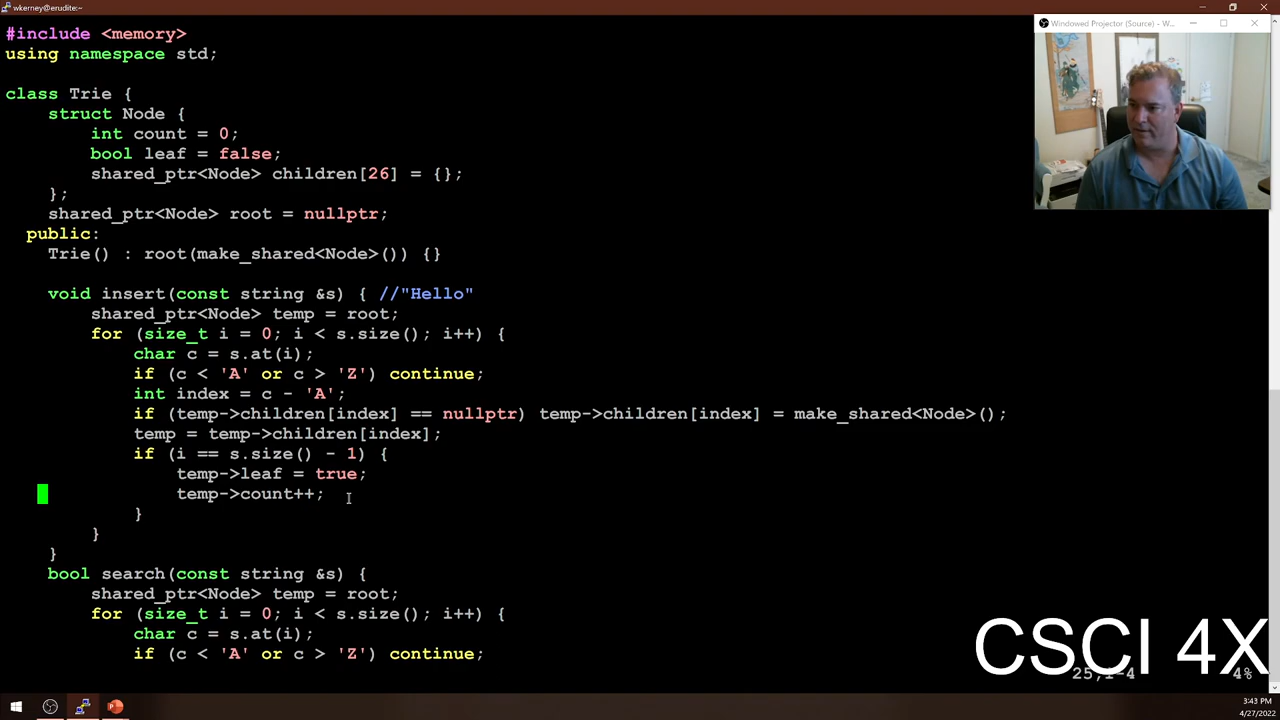 wkerney@erudite:~
Windowed Projector (Source) - W...
#include <memory>
using namespace std;
class Trie {
struct Node {
int count = 0;
bool leaf = false;
shared_ptr<Node> children[26] = {};
};
shared_ptr<Node> root = nullptr;
public:
Trie() : root(make_shared<Node>()) {}
void insert(const string &s) { //"Hello"
shared_ptr<Node> temp = root;
for (size_t i = 0; i < s.size(); i++) {
char c = s.at(i);
if (c < 'A' or c > 'Z') continue;
int index = c - 'A';
if (temp->children[index] == nullptr) temp->children[index] = make_shared<Node>();
temp = temp->children[index];
if (i == s.size() - 1) {
temp->leaf = true;
temp->count++;
}
}
}
bool search(const string &s) {
shared_ptr<Node> temp = root;
for (size_t i = 0; i < s.size(); i++) {
char c = s.at(i);
if (c < 'A' or c > 'Z') continue;
CSCI 4X
25,1-4 4%
3:43 PM
4/27/2022